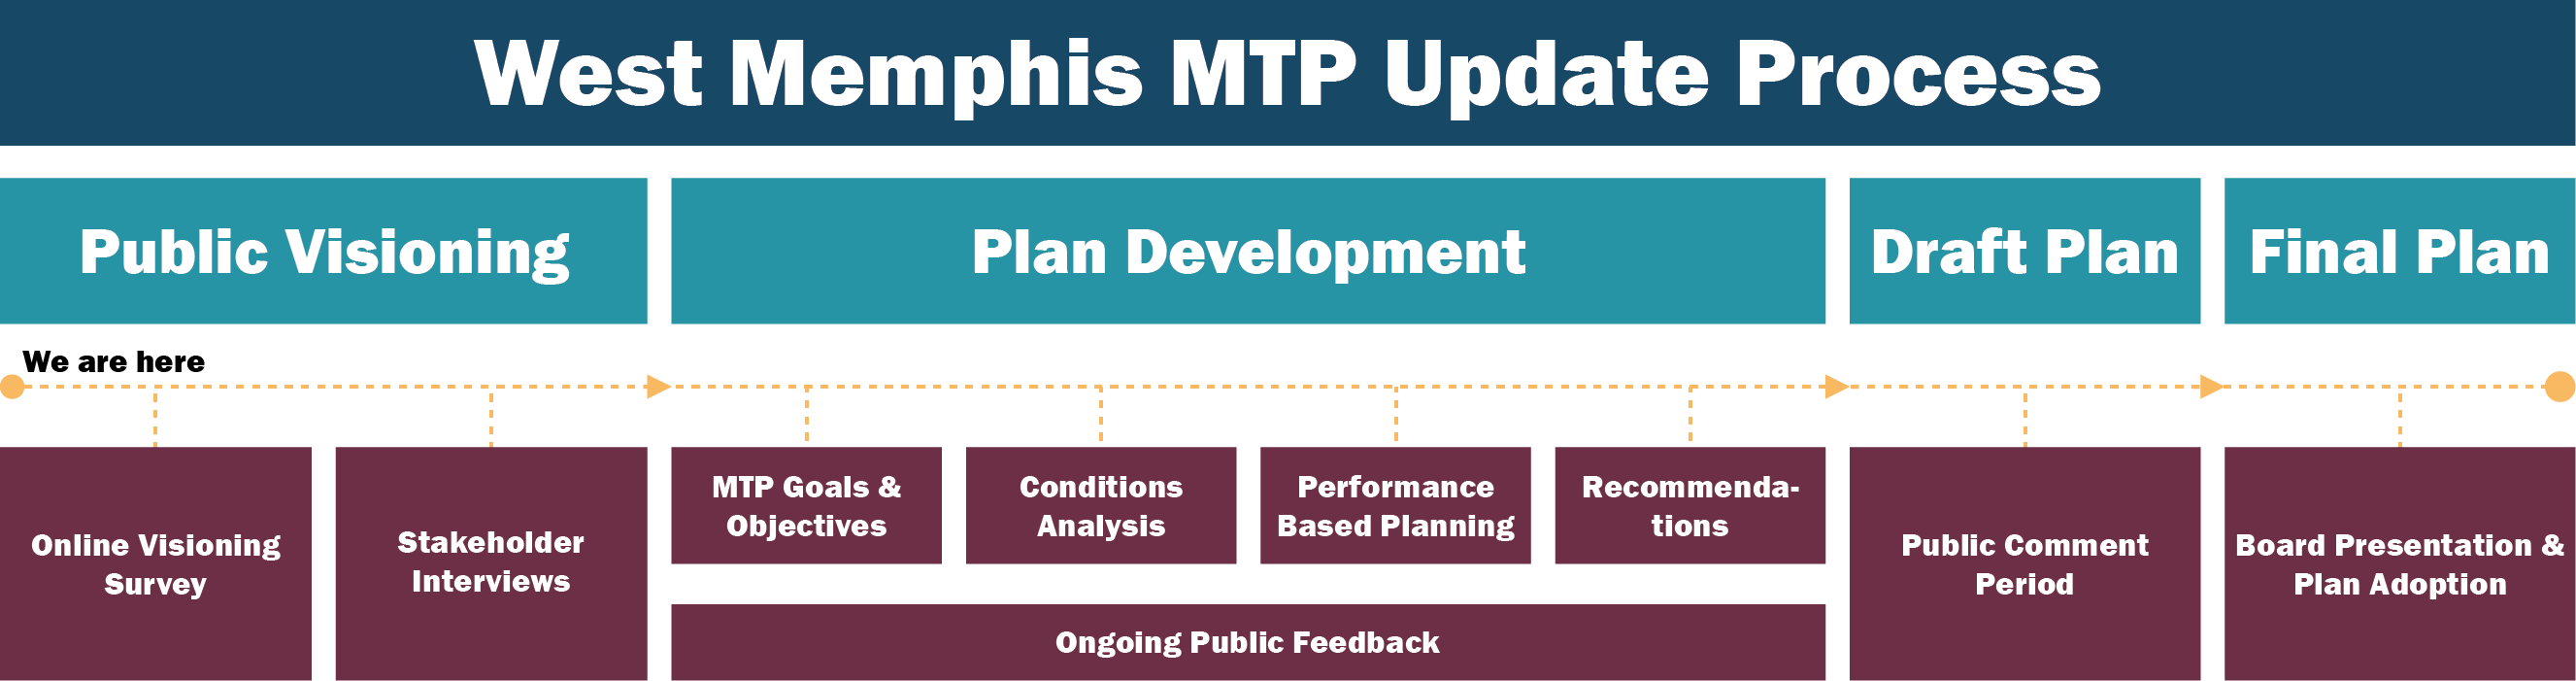 West Memphis MTP Update Process
Public Visioning
Plan Development
Draft Plan
Final Plan
We are here
Online Visioning
Survey
Stakeholder
Interviews
MTP Goals &
Objectives
Conditions
Analysis
Performance
Based Planning
Recommenda-
tions
Ongoing Public Feedback
Public Comment
Period
Board Presentation &
Plan Adoption